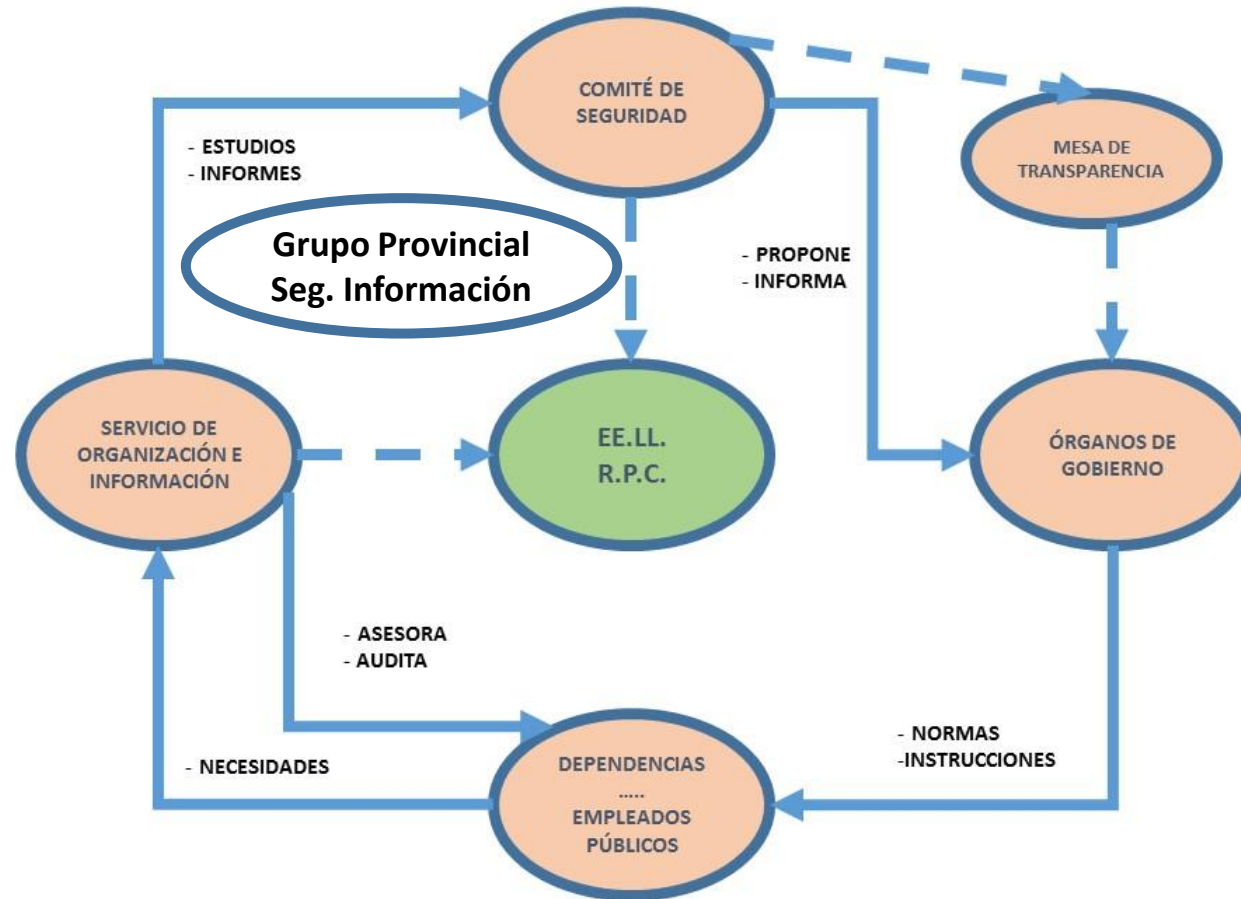 COMITÉ DE
SEGURIDAD
MESA DE
TRANSPARENCIA
- ESTUDIOS
- INFORMES
Grupo Provincial
Seg. Información
- PROPONE
- INFORMA
SERVICIO DE
ORGANIZACIÓN E
INFORMACIÓN
EE.LL.
R.P.C.
ÓRGANOS DE
GOBIERNO
- ASESORA
- AUDITA
- NECESIDADES
DEPENDENCIAS
.....
EMPLEADOS
PÚBLICOS
- NORMAS
-INSTRUCCIONES